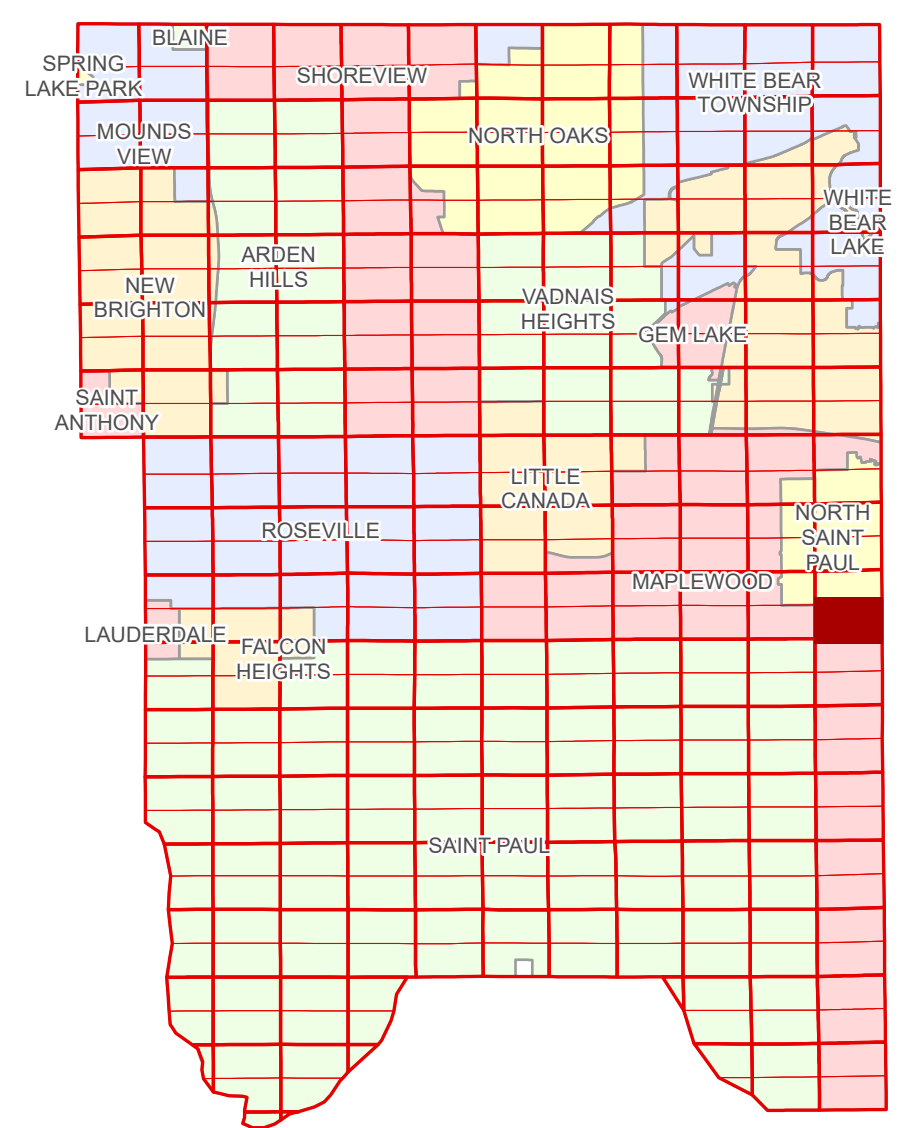 BLAINE
SPRING
LAKE PARK
SHOREVIEW
WHITE BEAR
TOWNSHIP
MOUNDS
VIEW
NORTH OAKS
WHITE
BEAR
LAKE
ARDEN
HILLS
NEW
BRIGHTON
VADNAIS
HEIGHTS
GEM LAKE
SAINT
ANTHONY
LITTLE
CANADA
NORTH
SAINT
PAUL
ROSEVILLE
MAPLEWOOD
LAUDERDALE
FALCON
HEIGHTS
SAINT PAUL